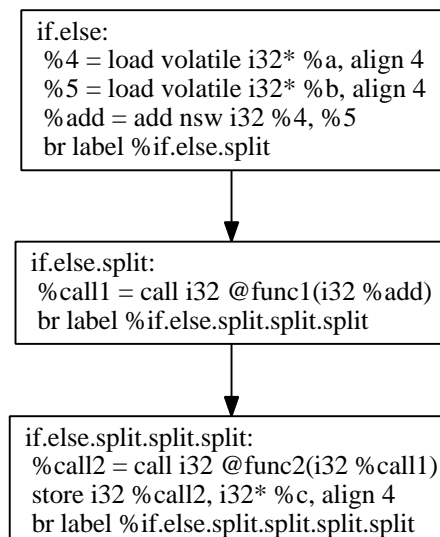 if.else:
%4 = load volatile i32* %a, align 4
%5 = load volatile i32* %b, align 4
%add = add nsw i32 %4, %5
br label %if.else.split
if.else.split:
%call1 = call i32 @func1(i32 %add)
br label %if.else.split.split.split
if.else.split.split.split:
%call2 = call i32 @func2(i32 %call1)
store i32 %call2, i32* %c, align 4
br label %if.else.split.split.split.split